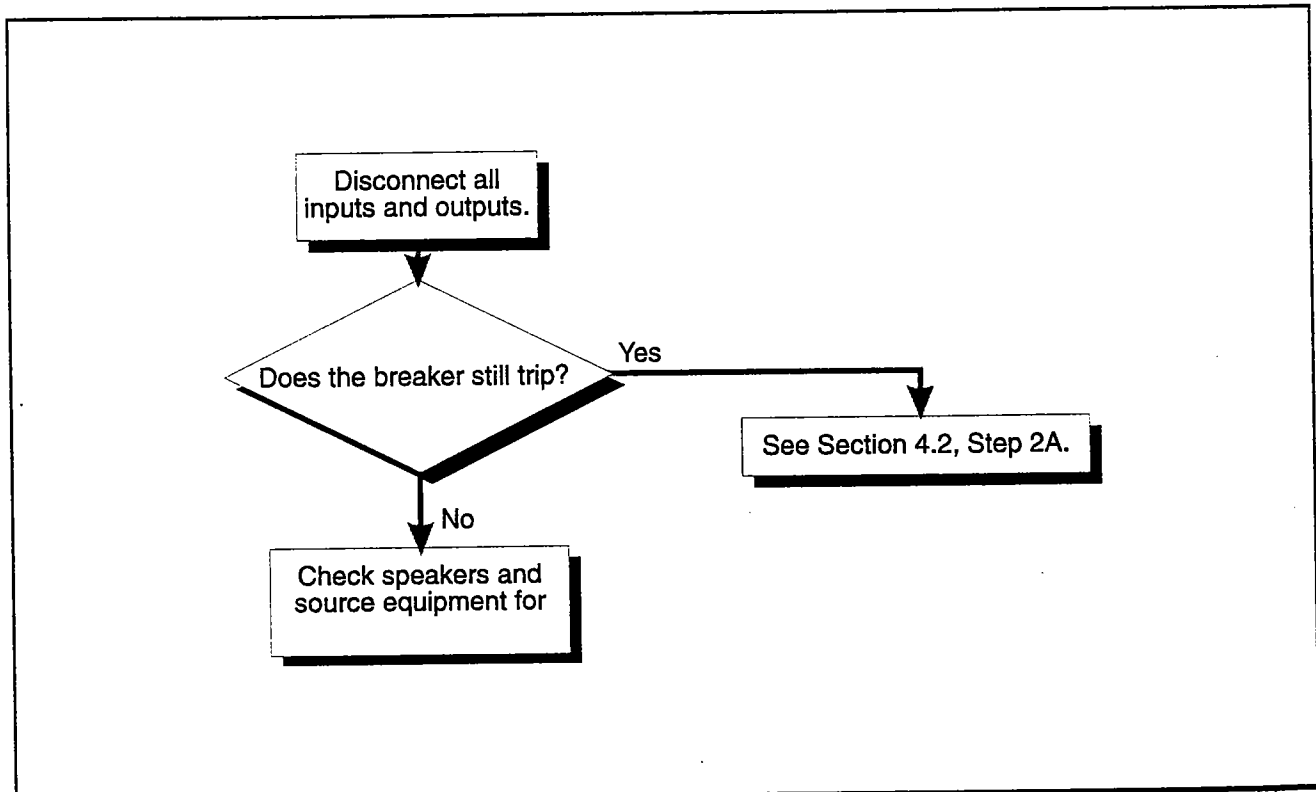 Disconnect all
inputs and outputs.
Does the breaker still trip?
Yes
See Section 4.2, Step 2A.
No
Check speakers and
source equipment for